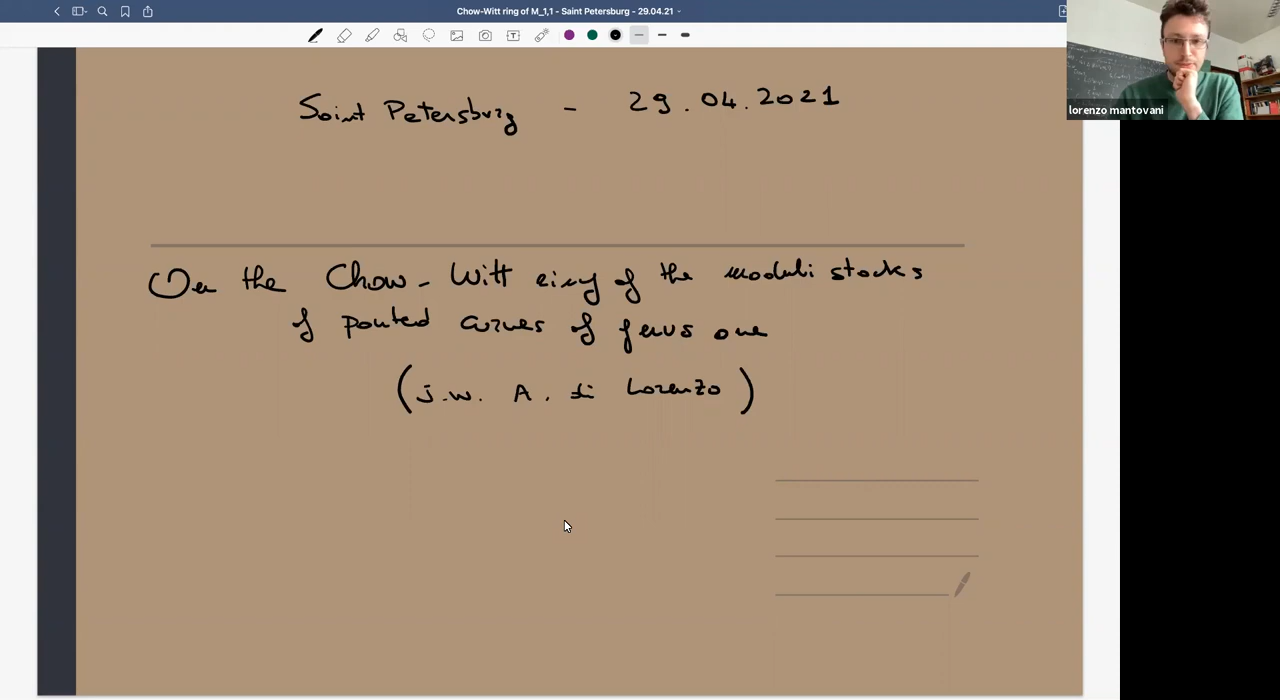 Chow-Witt ring of M_1,1 - Saint Petersburg - 29.04.21
lorenzo mantovani
Saint Petersburg - 29.04.2021
On the Chow-Witt ring of the moduli stacks
of pointed curves of genus one
(j.w. A. di Lorenzo)